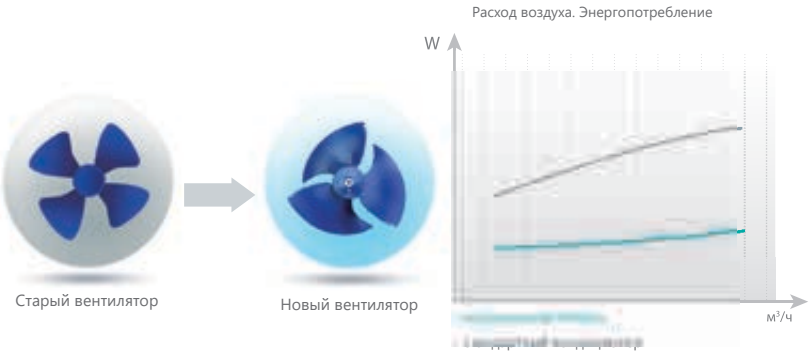 Расход воздуха. Энергопотребление
W
м³/ч
Старый вентилятор
Новый вентилятор